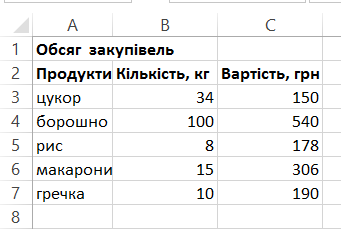 A B C
1 Обсяг закупівель
2 Продукти Кількість, кг Вартість, грн
3 цукор 34 150
4 борошно 100 540
5 рис 8 178
6 макарони 15 306
7 гречка 10 190
8